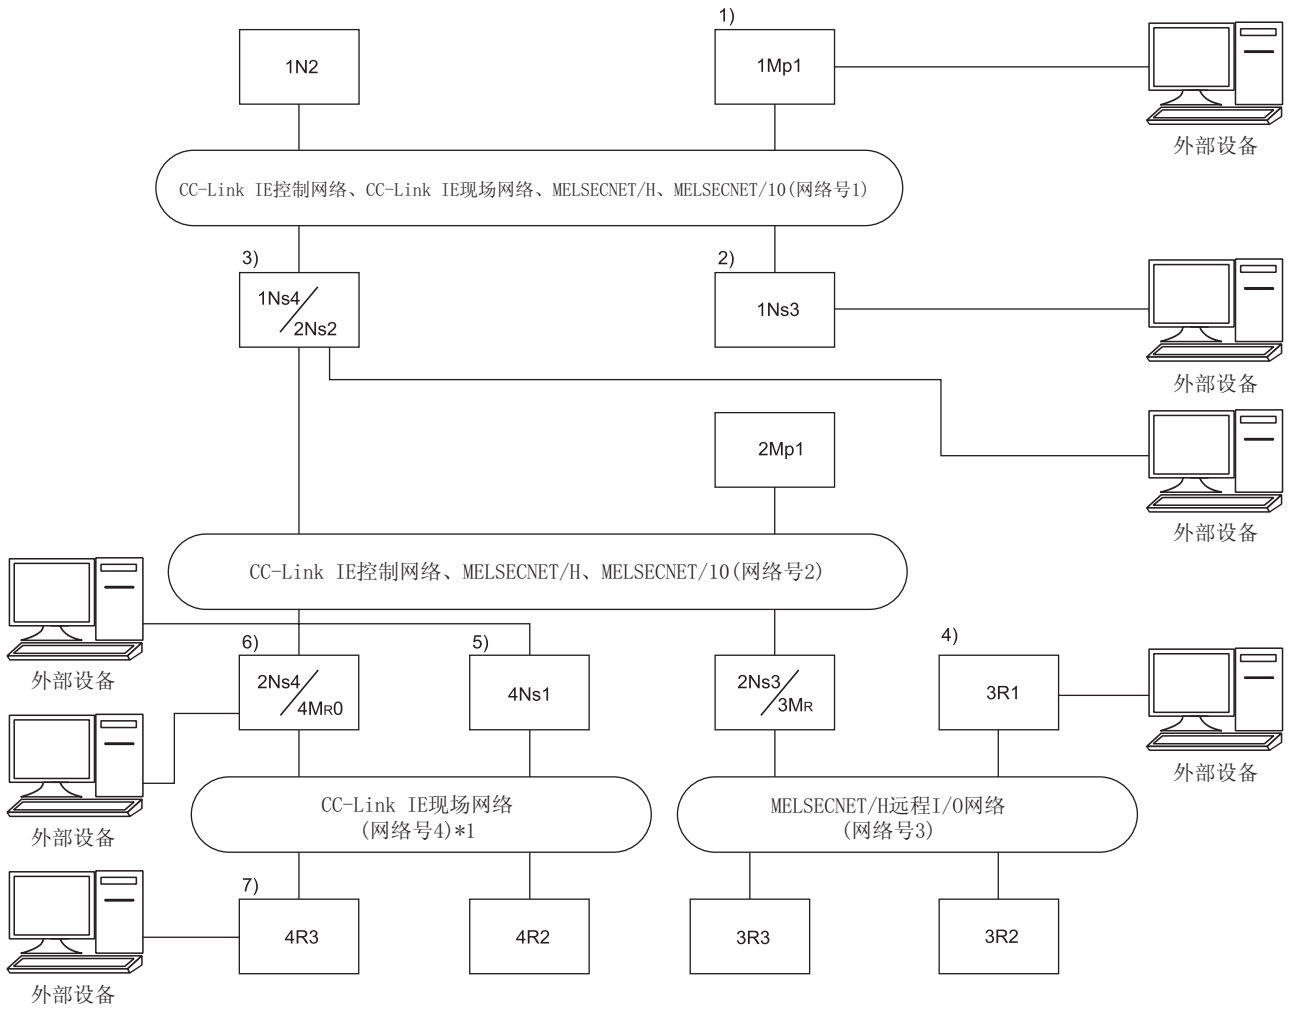 1)
1N2
1Mp1
外部设备
CC-Link IE控制网络、CC-Link IE现场网络、MELSECNET/H、MELSECNET/10(网络号1)
3)
2)
1Ns4/2Ns2
1Ns3
外部设备
2Mp1
外部设备
CC-Link IE控制网络、MELSECNET/H、MELSECNET/10(网络号2)
6)
5)
4)
外部设备
2Ns4/4MR0
4Ns1
2Ns3/3MR
3R1
外部设备
CC-Link IE现场网络
(网络号4)*1
MELSECNET/H远程I/O网络
(网络号3)
外部设备
7)
4R3
4R2
3R3
3R2
外部设备